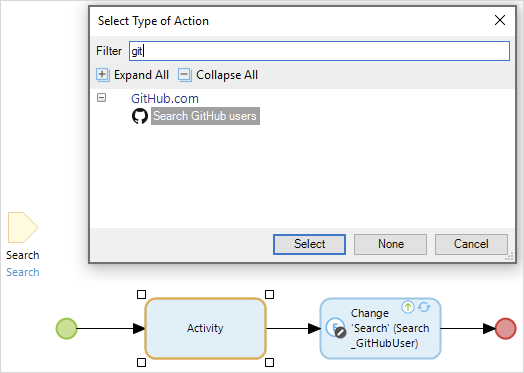 Select Type of Action
Filter
git
Expand All
Collapse All
GitHub.com
Search GitHub users
Select
None
Cancel
Search
Search
Activity
Change
'Search' (Search
_GitHubUser)